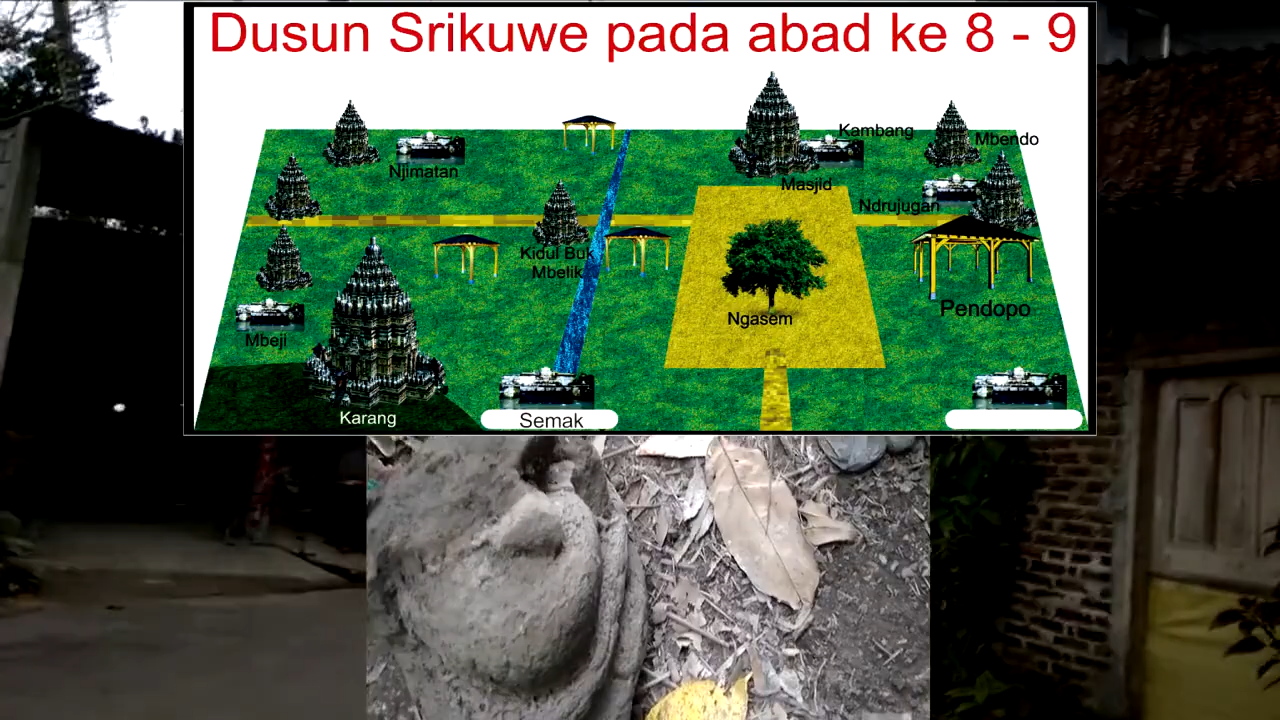 Dusun Srikuwe pada abad ke 8 - 9
Kambang
Mbendo
Njimatan
Masjid
Ndrujugan
Kidul Buk
Mbelik
Pendopo
Ngasem
Mbeji
Karang
Semak